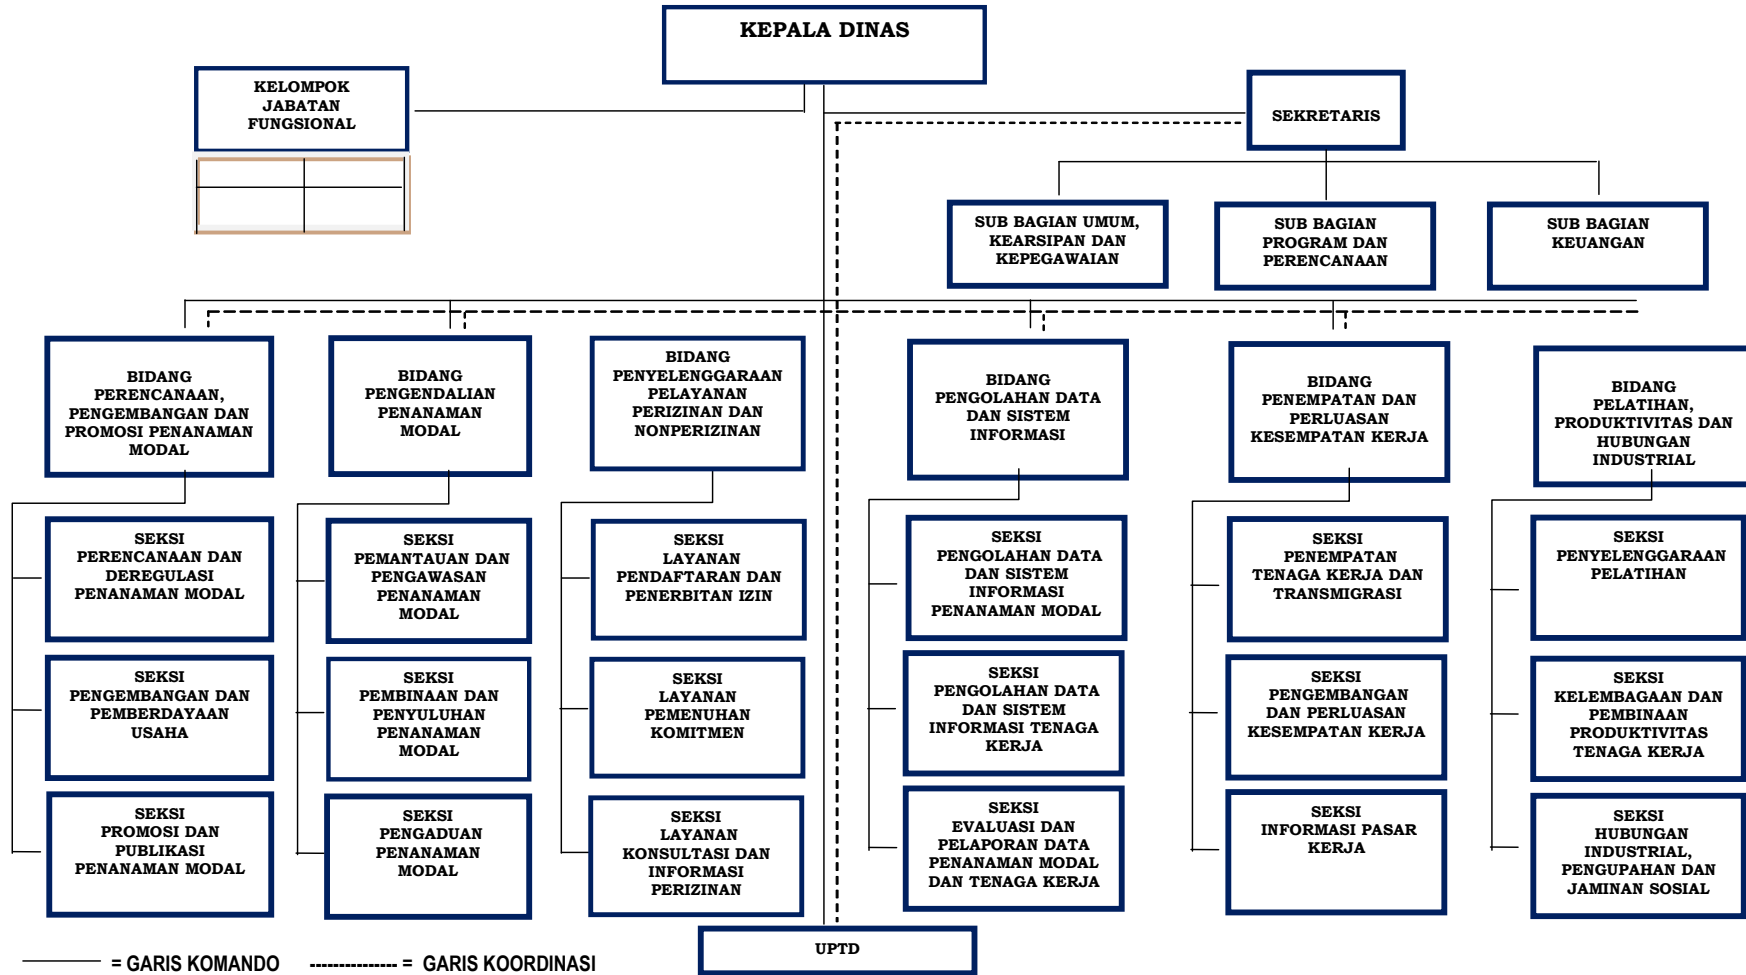 KEPALA DINAS
KELOMPOK
JABATAN
FUNGSIONAL
SEKRETARIS
SUB BAGIAN UMUM,
KEARSIPAN DAN
KEPEGAWAIAN
SUB BAGIAN
PROGRAM DAN
PERENCANAAN
SUB BAGIAN
KEUANGAN
BIDANG
PERENCANAAN,
PENGEMBANGAN DAN
PROMOSI PENANAMAN
MODAL
BIDANG
PENGENDALIAN
PENANAMAN
MODAL
BIDANG
PENYELENGGARAAN
PELAYANAN
PERIZINAN DAN
NONPERIZINAN
BIDANG
PENGOLAHAN DATA
DAN SISTEM
INFORMASI
BIDANG
PENEMPATAN DAN
PERLUASAN
KESEMPATAN KERJA
BIDANG
PELATIHAN,
PRODUKTIVITAS DAN
HUBUNGAN
INDUSTRIAL
SEKSI
PERENCANAAN DAN
DEREGULASI
PENANAMAN MODAL
SEKSI
PEMANTAUAN DAN
PENGAWASAN
PENANAMAN
MODAL
SEKSI
LAYANAN
PENDAFTARAN DAN
PENERBITAN IZIN
SEKSI
PENGOLAHAN DATA
DAN SISTEM
INFORMASI
PENANAMAN MODAL
SEKSI
PENEMPATAN
TENAGA KERJA DAN
TRANSMIGRASI
SEKSI
PENYELENGGARAAN
PELATIHAN
SEKSI
PENGEMBANGAN DAN
PEMBERDAYAAN
USAHA
SEKSI
PEMBINAAN DAN
PENYULUHAN
PENANAMAN
MODAL
SEKSI
LAYANAN
PEMENUHAN
KOMITMEN
SEKSI
PENGOLAHAN DATA
DAN SISTEM
INFORMASI TENAGA
KERJA
SEKSI
PENGEMBANGAN
DAN PERLUASAN
KESEMPATAN KERJA
SEKSI
KELEMBAGAAN DAN
PEMBINAAN
PRODUKTIVITAS
TENAGA KERJA
SEKSI
PROMOSI DAN
PUBLIKASI
PENANAMAN MODAL
SEKSI
PENGADUAN
PENANAMAN
MODAL
SEKSI
LAYANAN
KONSULTASI DAN
INFORMASI
PERIZINAN
SEKSI
EVALUASI DAN
PELAPORAN DATA
PENANAMAN MODAL
DAN TENAGA KERJA
SEKSI
INFORMASI PASAR
KERJA
SEKSI
HUBUNGAN
INDUSTRIAL,
PENGUPAHAN DAN
JAMINAN SOSIAL
UPTD
= GARIS KOMANDO --------------- = GARIS KOORDINASI